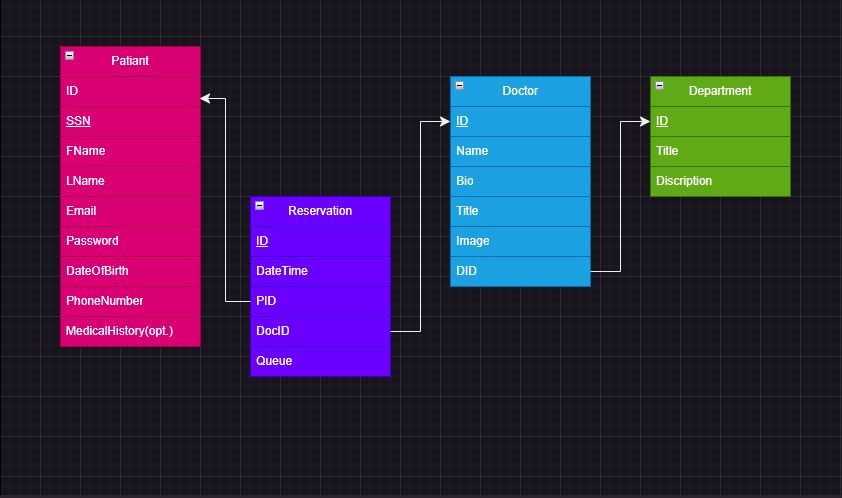 Patiant
ID
SSN
FName
LName
Email
Password
DateOfBirth
PhoneNumber
MedicalHistory(opt.)
Reservation
ID
DateTime
PID
DocID
Queue
Doctor
ID
Name
Bio
Title
Image
DID
Department
ID
Title
Discription